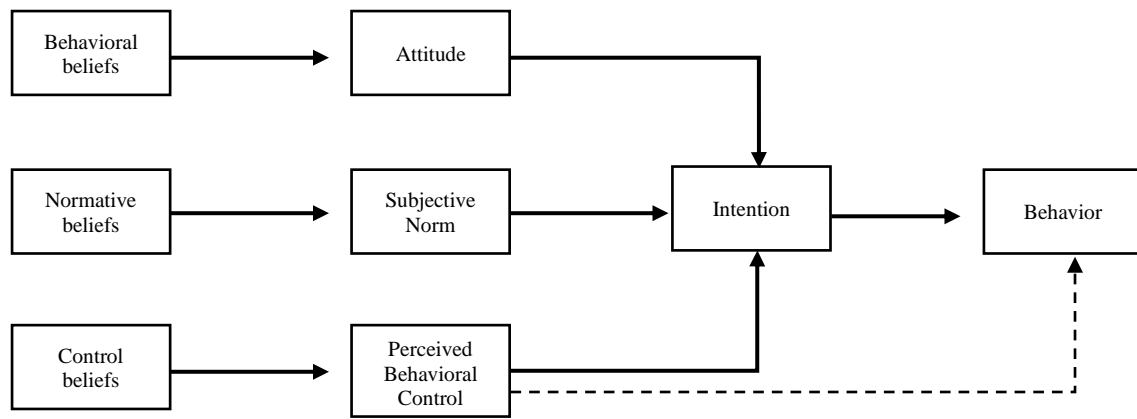 Behavioral
beliefs
Attitude
Normative
beliefs
Subjective
Norm
Intention
Behavior
Control
beliefs
Perceived
Behavioral
Control